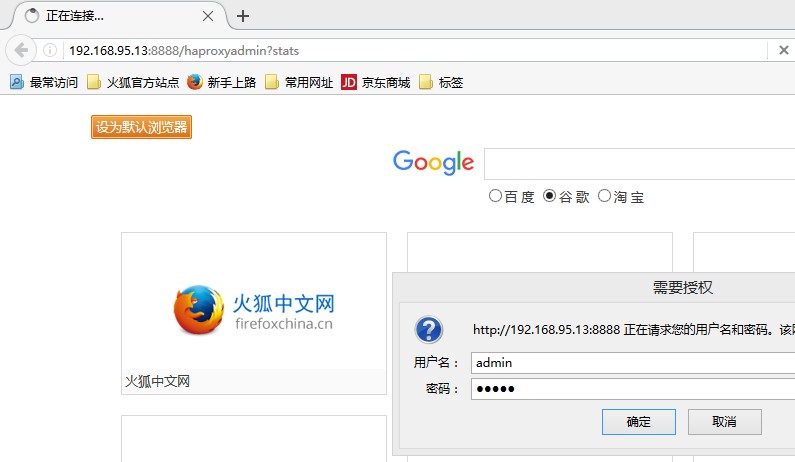 正在连接...
192.168.95.13:8888/haproxyadmin?stats
最常访问 火狐官方站点 新手上路 常用网址 JD 京东商城 标签
设为默认浏览器
Google
百度 谷歌 淘宝
需要授权
火狐中文网
firefoxchina.cn
http://192.168.95.13:8888 正在请求您的用户名和密码。该
用户名： admin
密码： ●●●●●
火狐中文网
确定 取消